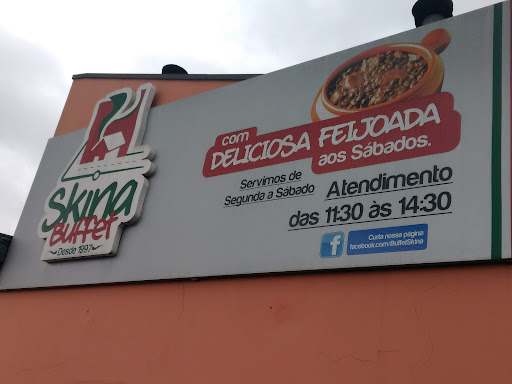 Skina
Buffet
Desde 1997
com
DELICIOSA FEIJOADA
aos Sábados.
Servimos de
Segunda a Sábado
Atendimento
das 11:30 às 14:30
f
Curta nossa página:
facebook.com/BuffetSkina